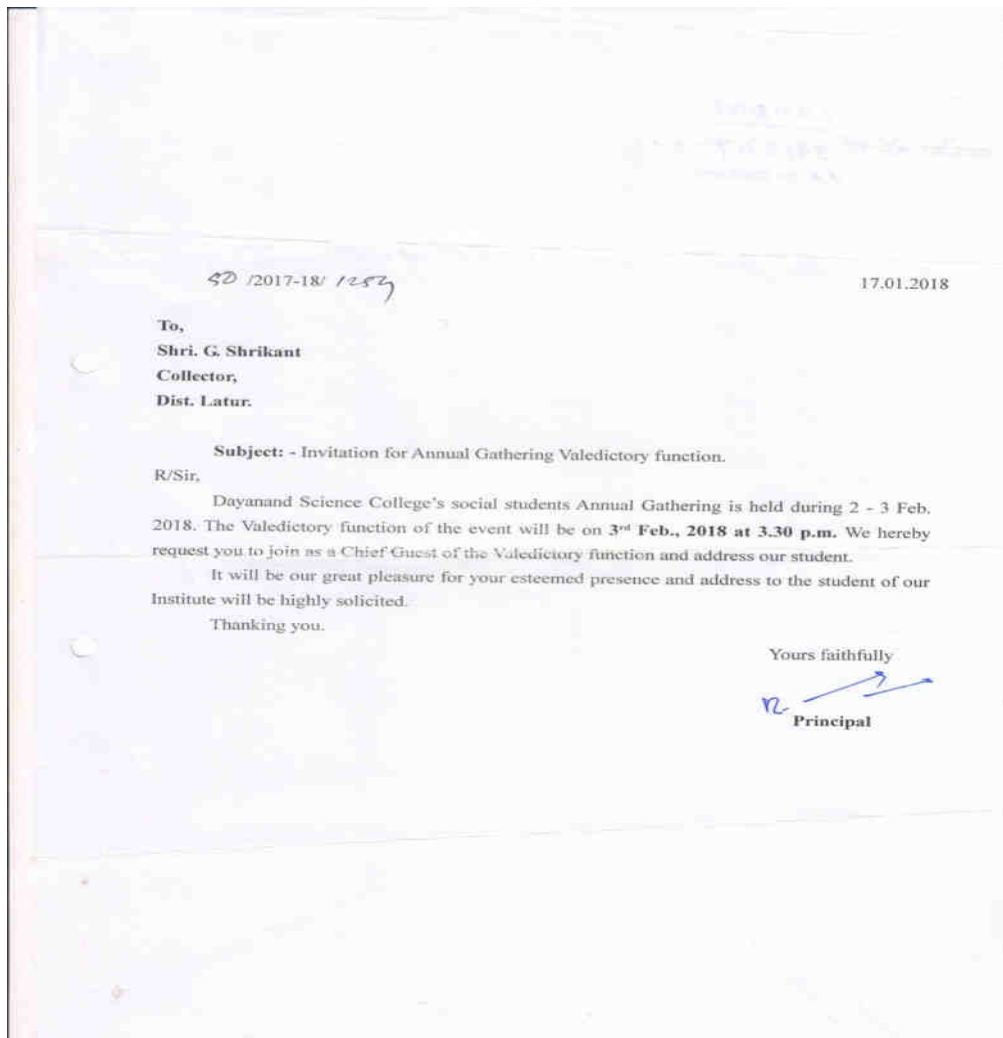 /2017-18/ 1253
17.01.2018
To,
Shri. G. Shrikant
Collector,
Dist. Latur.
Subject: - Invitation for Annual Gathering Valedictory function.
R/Sir,
Dayanand Science College's social students Annual Gathering is held during 2 - 3 Feb.
2018. The Valedictory function of the event will be on 3rd Feb., 2018 at 3.30 p.m. We hereby
request you to join as a Chief Guest of the Valedictory function and address our student.
It will be our great pleasure for your esteemed presence and address to the student of our
Institute will be highly solicited.
Thanking you.
Yours faithfully
Principal